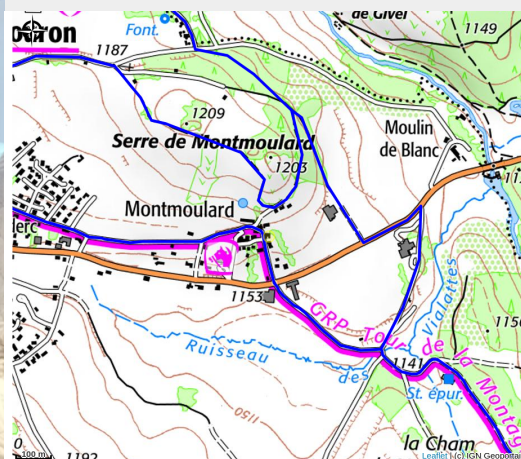 de Givel
1149
Font.
1187
1209
Serre de Montmoulard
1203
Moulin
de Blanc
Montmoulard
1153
GRP Tour de la Montag
Vialattes
Ruisseau
des
1141
St. épur.
1150
1150
la Cham
1192
100 m
Leaflet | (c) IGN Geoportail